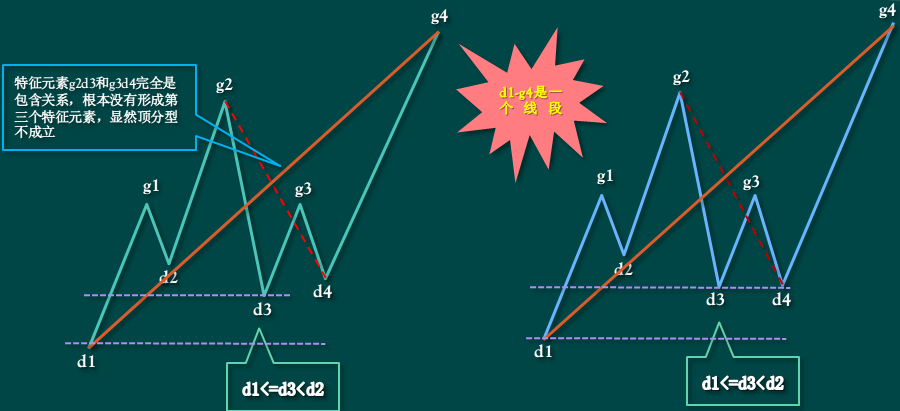 g4
g4
特征元素g2d3和g3d4完全是
包含关系，根本没有形成第
三个特征元素，显然顶分型
不成立
g2
d1-g4是一
个线段
g2
g1
g3
g1
g3
d2
d3
d4
d2
d3
d4
d1
d1
d1<=d3<d2
d1<=d3<d2